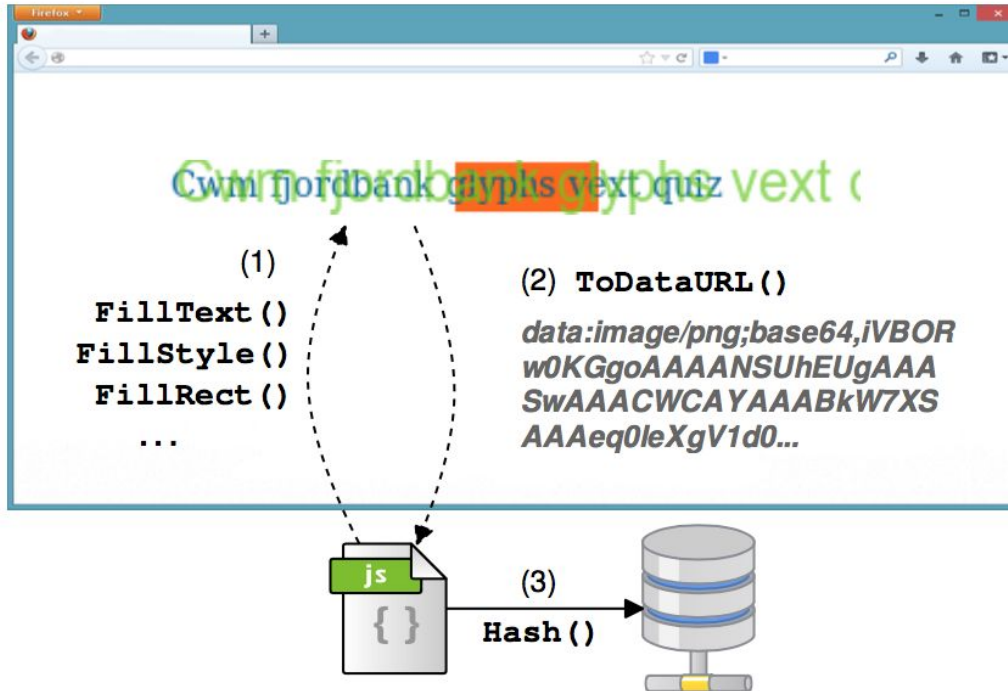 Firefox
Cwm fjordbank glyphs vext quiz
Cwm fjordbank glyphs vext
(1)
FillText()
FillStyle()
FillRect()
...
(2) ToDataURL()
data:image/png;base64,iVBOR
w0KGgoAAAANSUhEUgAAA
SwAAACWCAYAAABkW7XS
AAAeq0leXgV1d0...
js
{ }
(3)
Hash()